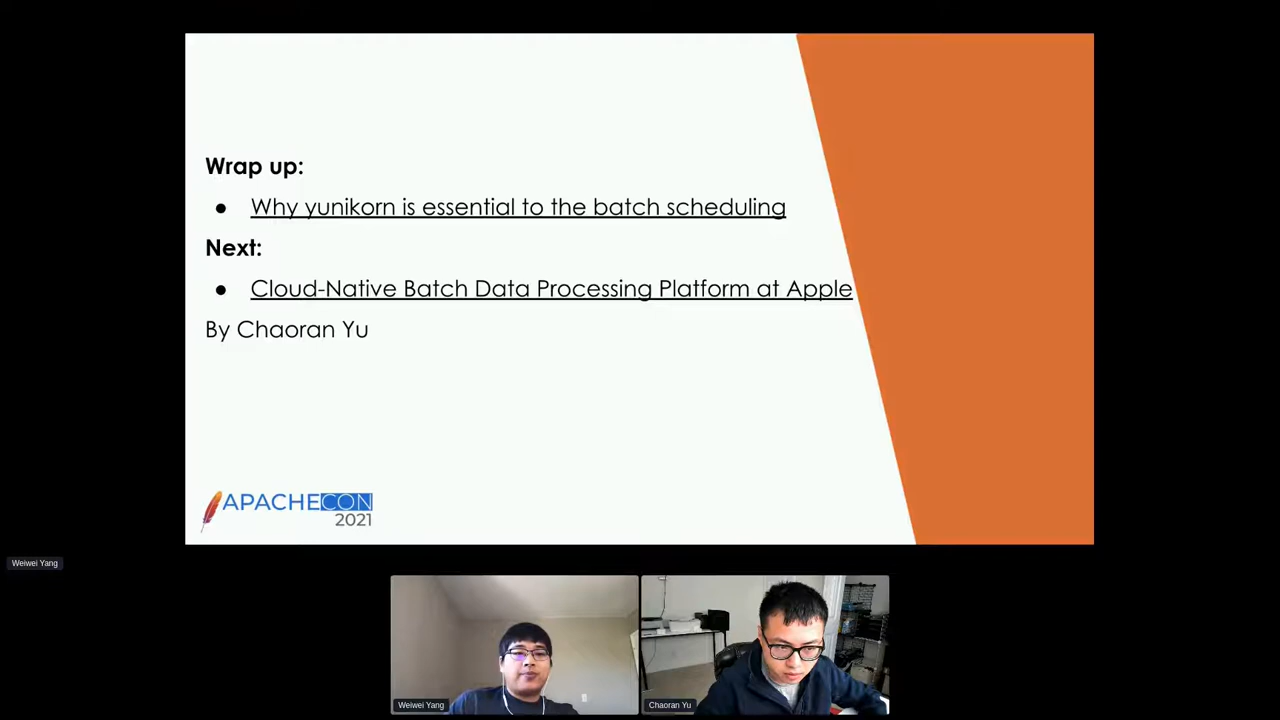 Wrap up:
● Why yunikorn is essential to the batch scheduling
Next:
● Cloud-Native Batch Data Processing Platform at Apple
By Chaoran Yu
APACHECON
2021
Weiwei Yang
Weiwei Yang
Chaoran Yu